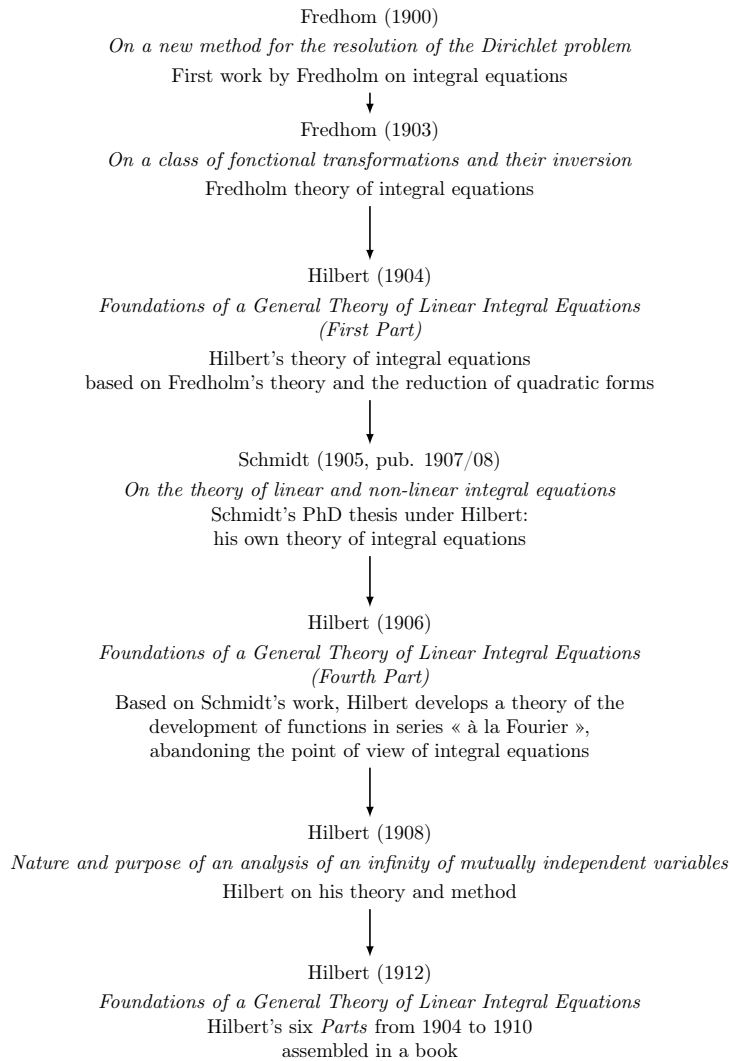 Fredhom (1900)
On a new method for the resolution of the Dirichlet problem
First work by Fredholm on integral equations
Fredhom (1903)
On a class of fonctional transformations and their inversion
Fredholm theory of integral equations
Hilbert (1904)
Foundations of a General Theory of Linear Integral Equations
(First Part)
Hilbert's theory of integral equations
based on Fredholm's theory and the reduction of quadratic forms
Schmidt (1905, pub. 1907/08)
On the theory of linear and non-linear integral equations
Schmidt's PhD thesis under Hilbert:
his own theory of integral equations
Hilbert (1906)
Foundations of a General Theory of Linear Integral Equations
(Fourth Part)
Based on Schmidt's work, Hilbert develops a theory of the
development of functions in series « à la Fourier »,
abandoning the point of view of integral equations
Hilbert (1908)
Nature and purpose of an analysis of an infinity of mutually independent variables
Hilbert on his theory and method
Hilbert (1912)
Foundations of a General Theory of Linear Integral Equations
Hilbert's six Parts from 1904 to 1910
assembled in a book